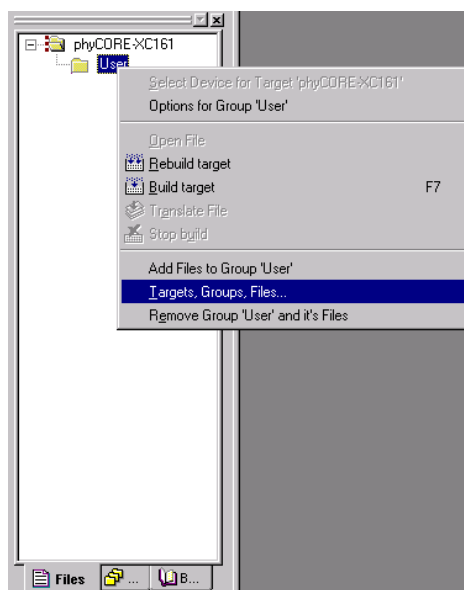 phyCORE-XC161
User
Select Device for Target 'phyCORE-XC161'
Options for Group 'User'
Open File
Rebuild target
Build target F7
Translate File
Stop build
Add Files to Group 'User'
Targets, Groups, Files...
Remove Group 'User' and it's Files
Files ... B...